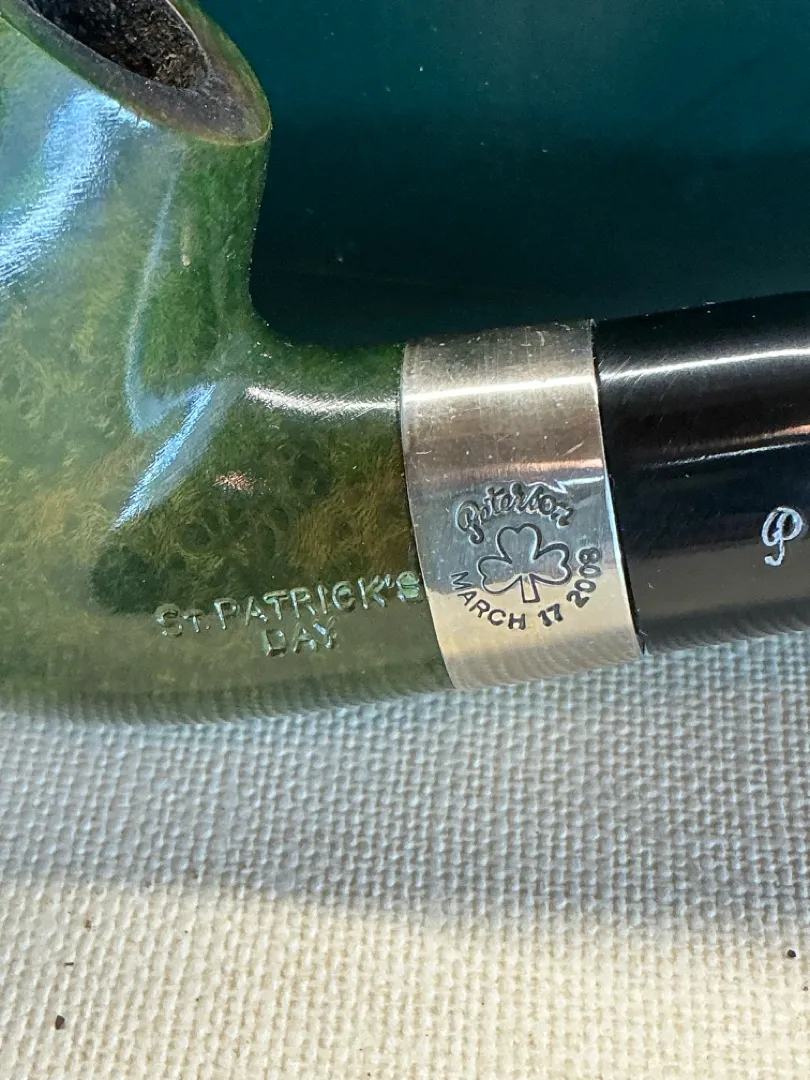 St. PATRICK'S
DAY
Peterson
MARCH 17 2008
P